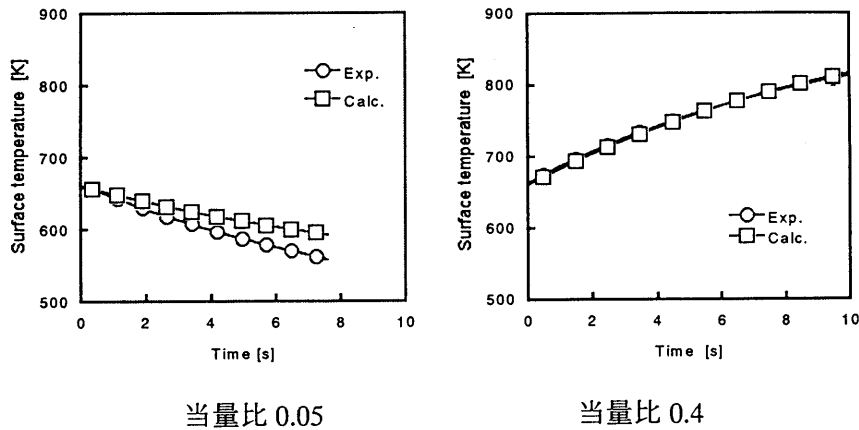 900
800
700
600
500
Surface temperature [K]
Exp.
Calc.
0 2 4 6 8 10
Time [s]
当量比 0.05
900
800
700
600
500
Surface temperature [K]
Exp.
Calc.
0 2 4 6 8 10
Time [s]
当量比 0.4